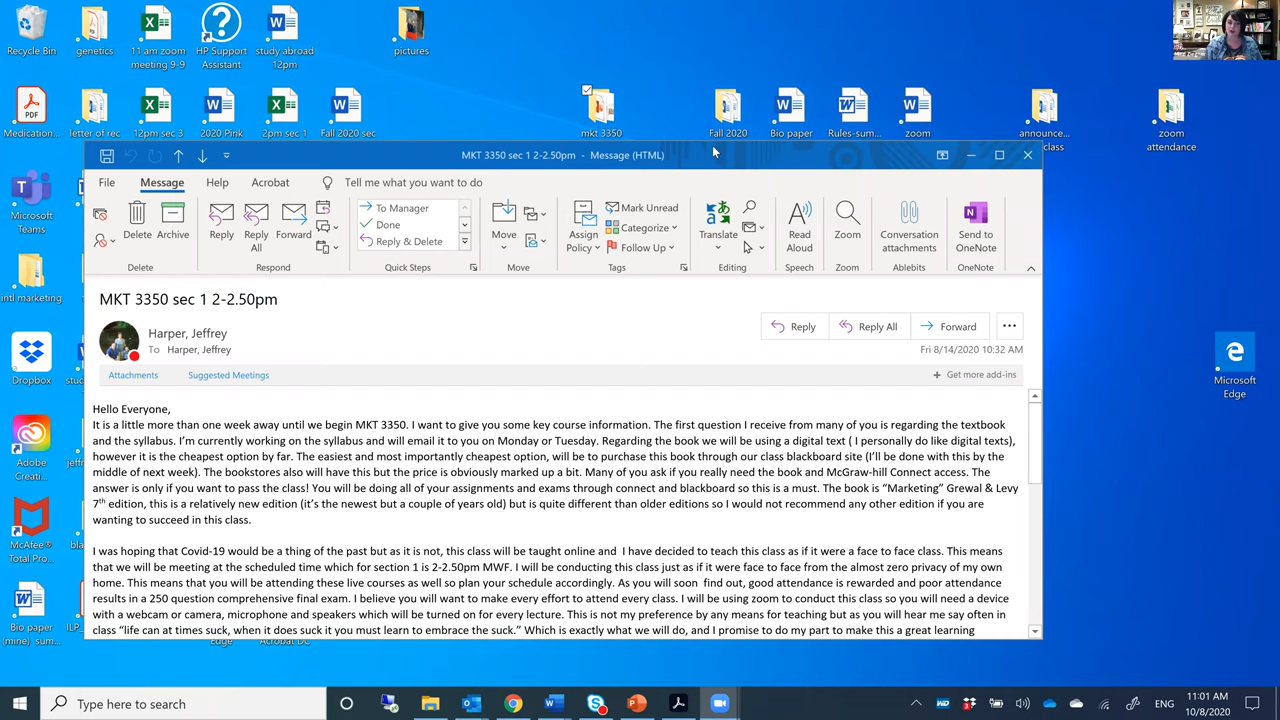 Recycle Bin
genetics
11 am zoom
meeting 9-9
HP Support
Assistant
study abroad
12pm
pictures
Medication...
letter of rec
12pm sec 3
2020 Pink
2pm sec 1
Fall 2020 sec
mkt 3350
Fall 2020
Bio paper
Rules-sum...
zoom
announce...
class
zoom
attendance
MKT 3350 sec 1 2-2.50pm - Message (HTML)
File Message Help Acrobat Tell me what you want to do
Microsoft
Teams
Delete
Archive
Reply
Reply
All
Forward
To Manager
Done
Reply & Delete
Move
Assign
Policy
Mark Unread
Categorize
Follow Up
Translate
Read
Aloud
Zoom
Conversation
attachments
Send to
OneNote
Delete
Respond
Quick Steps
Move
Tags
Editing
Speech
Zoom
Ablebits
OneNote
intl marketing
MKT 3350 sec 1 2-2.50pm
Harper, Jeffrey
To Harper, Jeffrey
Reply
Reply All
Forward
Fri 8/14/2020 10:32 AM
Attachments Suggested Meetings
+ Get more add-ins
Dropbox
Microsoft
Edge
Hello Everyone,
It is a little more than one week away until we begin MKT 3350. I want to give you some key course information. The first question I receive from many of you is regarding the textbook
and the syllabus. I’m currently working on the syllabus and will email it to you on Monday or Tuesday. Regarding the book we will be using a digital text ( I personally do like digital texts),
however it is the cheapest option by far. The easiest and most importantly cheapest option, will be to purchase this book through our class blackboard site (I’ll be done with this by the
middle of next week). The bookstores also will have this but the price is obviously marked up a bit. Many of you ask if you really need the book and McGraw-hill Connect access. The
answer is only if you want to pass the class! You will be doing all of your assignments and exams through connect and blackboard so this is a must. The book is “Marketing” Grewal & Levy
7th edition, this is a relatively new edition (it’s the newest but a couple of years old) but is quite different than older editions so I would not recommend any other edition if you are
wanting to succeed in this class.
I was hoping that Covid-19 would be a thing of the past but as it is not, this class will be taught online and I have decided to teach this class as if it were a face to face class. This means
that we will be meeting at the scheduled time which for section 1 is 2-2.50pm MWF. I will be conducting this class just as if it were face to face from the almost zero privacy of my own
home. This means that you will be attending these live courses as well so plan your schedule accordingly. As you will soon find out, good attendance is rewarded and poor attendance
results in a 250 question comprehensive final exam. I believe you will want to make every effort to attend every class. I will be using zoom to conduct this class so you will need a device
with a webcam or camera, microphone and speakers which will be turned on for every lecture. This is not my preference by any means for teaching but as you will hear me say often in
class “life can at times suck, when it does suck it you must learn to embrace the suck.” Which is exactly what we will do, and I promise to do my part to make this a great learning
Adobe
Creati...
McAfee®
Total Pro...
Bio paper
(mine)_ sum...
Type here to search
ENG
11:01 AM
10/8/2020